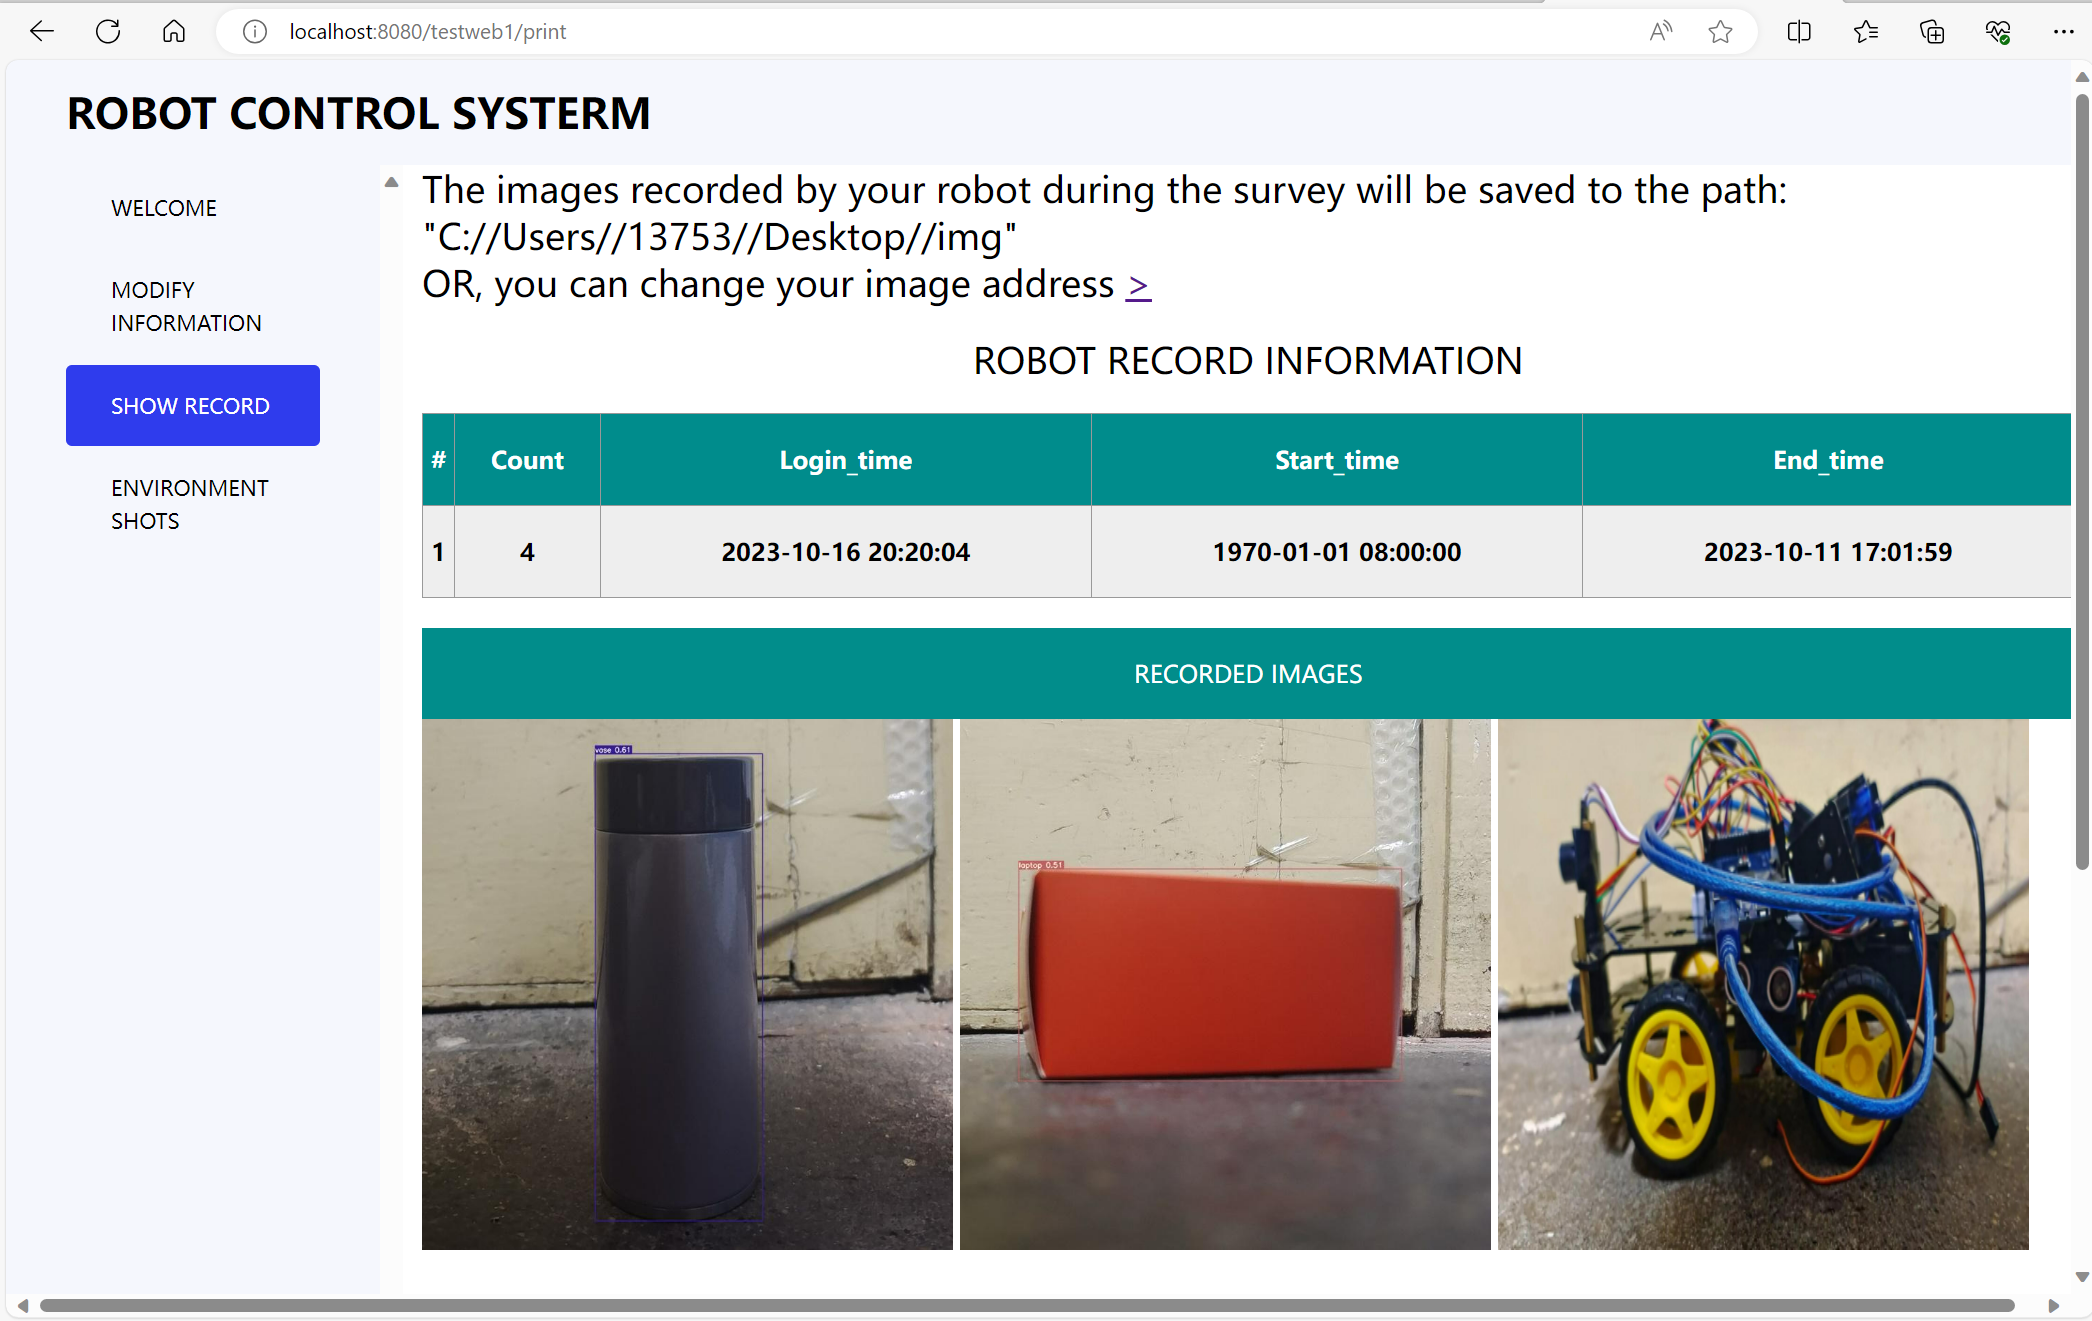 localhost:8080/testweb1/print
ROBOT CONTROL SYSTERM
WELCOME
MODIFY
INFORMATION
SHOW RECORD
ENVIRONMENT
SHOTS
The images recorded by your robot during the survey will be saved to the path:
"C://Users//13753//Desktop//img"
OR, you can change your image address >
ROBOT RECORD INFORMATION
# Count Login_time Start_time End_time
1 4 2023-10-16 20:20:04 1970-01-01 08:00:00 2023-10-11 17:01:59
RECORDED IMAGES
vase 0.61
laptop 0.51